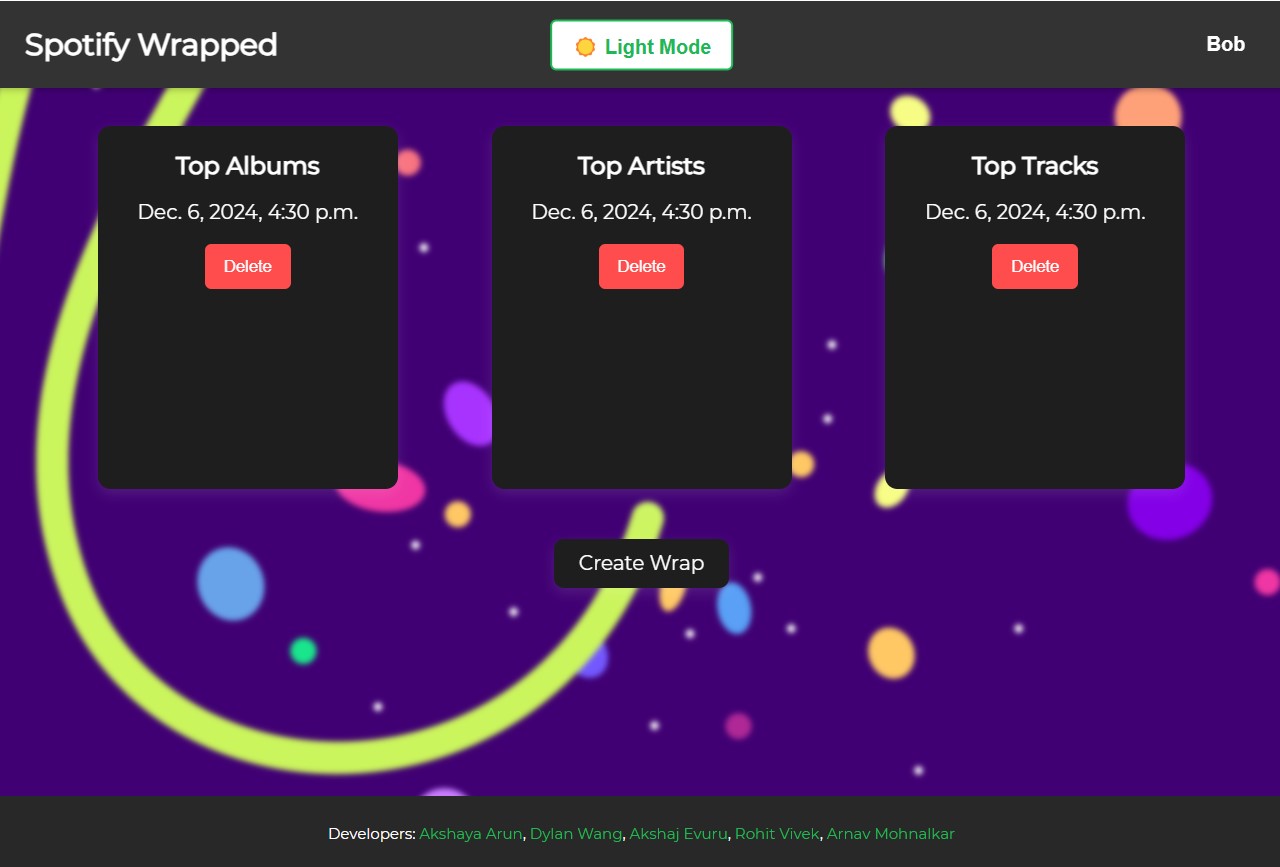 Spotify Wrapped
Light Mode
Bob
Top Albums
Dec. 6, 2024, 4:30 p.m.
Delete
Top Artists
Dec. 6, 2024, 4:30 p.m.
Delete
Top Tracks
Dec. 6, 2024, 4:30 p.m.
Delete
Create Wrap
Developers: Akshaya Arun, Dylan Wang, Akshaj Evuru, Rohit Vivek, Arnav Mohnalkar